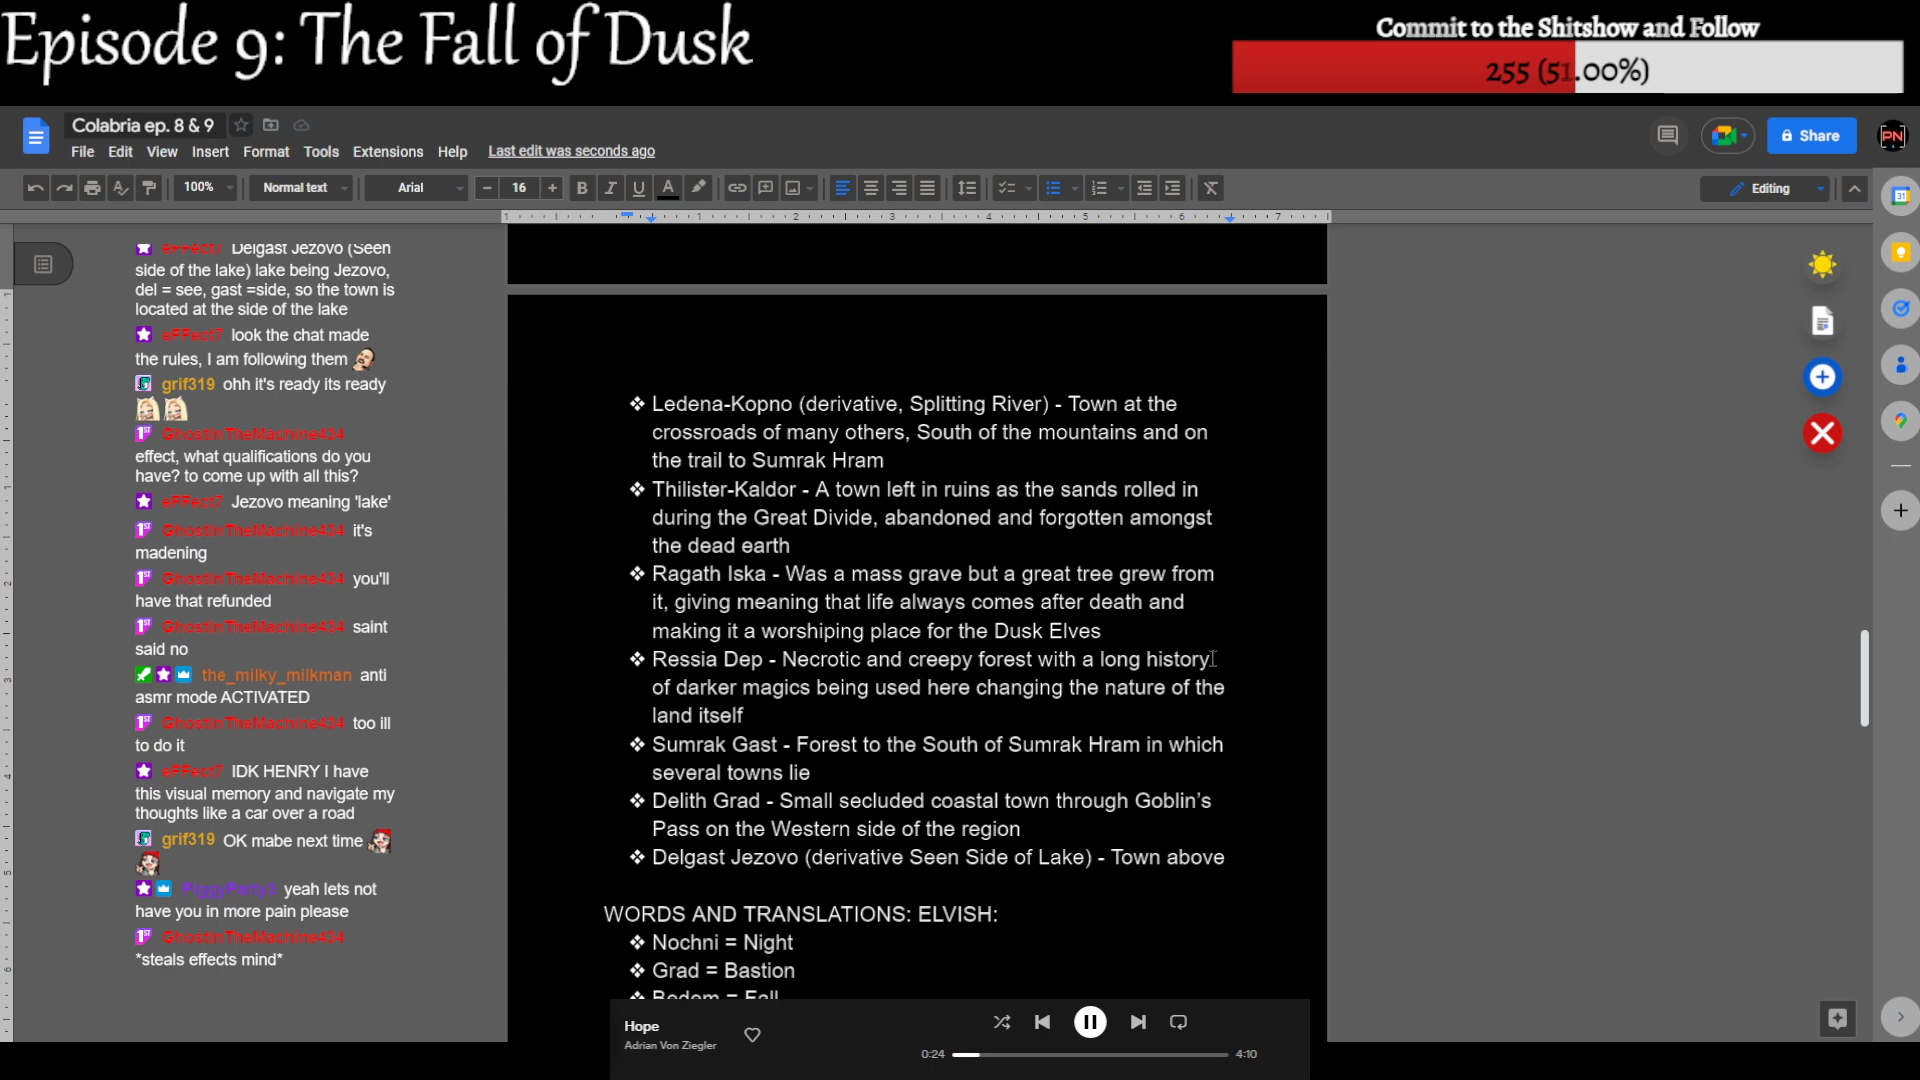 Episode 9: The Fall of Dusk
Commit to the Shitshow and Follow
255 (51.00%)
Colabria ep. 8 & 9
File Edit View Insert Format Tools Extensions Help Last edit was seconds ago
Share
PN
100% Normal text Arial 16 Editing
eFFect7 Delgast Jezovo (Seen
side of the lake) lake being Jezovo,
del = see, gast =side, so the town is
located at the side of the lake
eFFect7 look the chat made
the rules, I am following them
grif319 ohh it's ready its ready
GhostInTheMachine434
effect, what qualifications do you
have? to come up with all this?
eFFect7 Jezovo meaning 'lake'
GhostInTheMachine434 it's
madening
GhostInTheMachine434 you'll
have that refunded
GhostInTheMachine434 saint
said no
the_milky_milkman anti
asmr mode ACTIVATED
GhostInTheMachine434 too ill
to do it
eFFect7 IDK HENRY I have
this visual memory and navigate my
thoughts like a car over a road
grif319 OK mabe next time
yeah lets not
have you in more pain please
GhostInTheMachine434
*steals effects mind*
❖ Ledena-Kopno (derivative, Splitting River) - Town at the
crossroads of many others, South of the mountains and on
the trail to Sumrak Hram
❖ Thilister-Kaldor - A town left in ruins as the sands rolled in
during the Great Divide, abandoned and forgotten amongst
the dead earth
❖ Ragath Iska - Was a mass grave but a great tree grew from
it, giving meaning that life always comes after death and
making it a worshiping place for the Dusk Elves
❖ Ressia Dep - Necrotic and creepy forest with a long history
of darker magics being used here changing the nature of the
land itself
❖ Sumrak Gast - Forest to the South of Sumrak Hram in which
several towns lie
❖ Delith Grad - Small secluded coastal town through Goblin's
Pass on the Western side of the region
❖ Delgast Jezovo (derivative Seen Side of Lake) - Town above
WORDS AND TRANSLATIONS: ELVISH:
❖ Nochni = Night
❖ Grad = Bastion
❖ Bedem = Fall
Hope
Adrian Von Ziegler
0:24 4:10